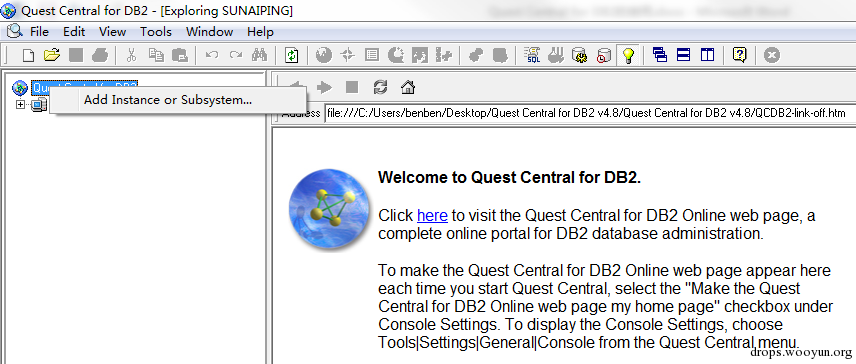 Quest Central for DB2 - [Exploring SUNAIPING]
File Edit View Tools Window Help
SQL
Add Instance or Subsystem...
Address file:///C:/Users/benben/Desktop/Quest Central for DB2 v4.8/Quest Central for DB2 v4.8/QCDB2-link-off.htm
Welcome to Quest Central for DB2.
Click here to visit the Quest Central for DB2 Online web page, a
complete online portal for DB2 database administration.
To make the Quest Central for DB2 Online web page appear here
each time you start Quest Central, select the "Make the Quest
Central for DB2 Online web page my home page" checkbox under
Console Settings. To display the Console Settings, choose
Tools|Settings|General|Console from the Quest Central menu.
drops.wooyun.org